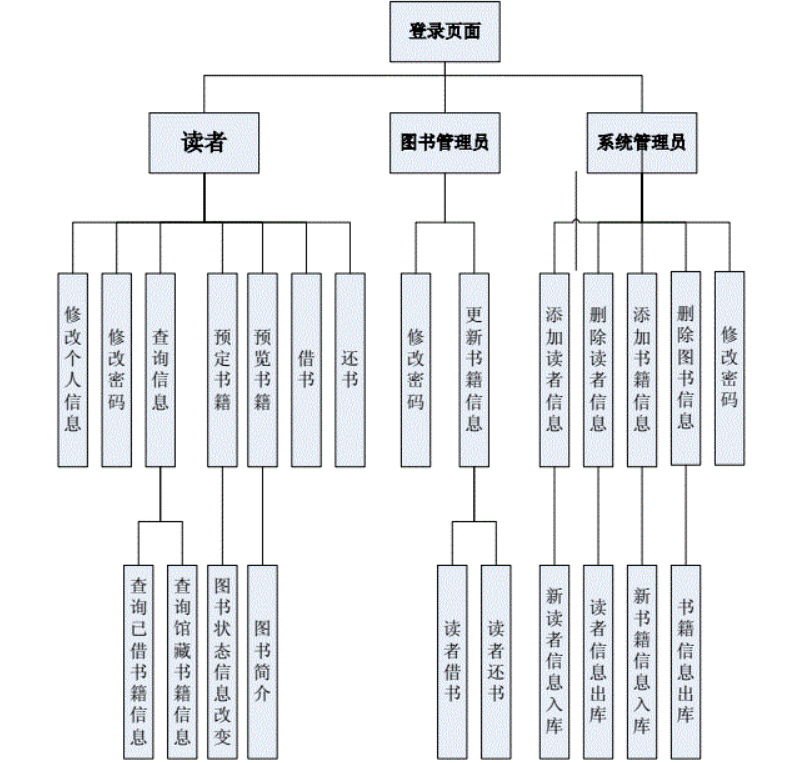 登录页面
读者
图书管理员
系统管理员
修改个人信息
修改密码
查询信息
预定书籍
预览书籍
借书
还书
修改密码
更新书籍信息
添加读者信息
删除读者信息
添加书籍信息
删除图书信息
修改密码
查询已借书籍信息
查询馆藏书籍信息
图书状态信息改变
图书简介
读者借书
读者还书
新读者信息入库
读者信息出库
新书籍信息入库
书籍信息出库